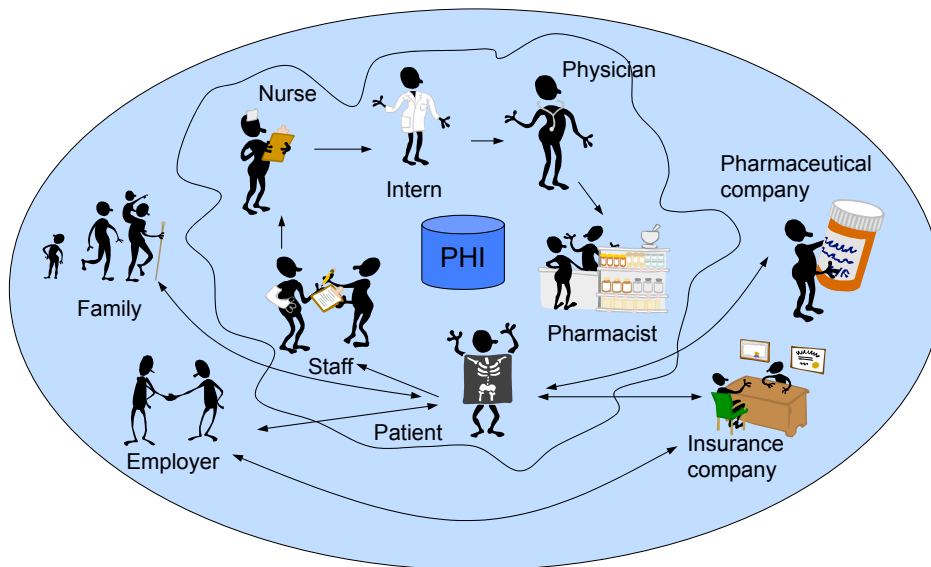 Physician
Nurse
Pharmaceutical
company
Intern
PHI
Family
Pharmacist
Staff
Patient
Employer
Insurance
company